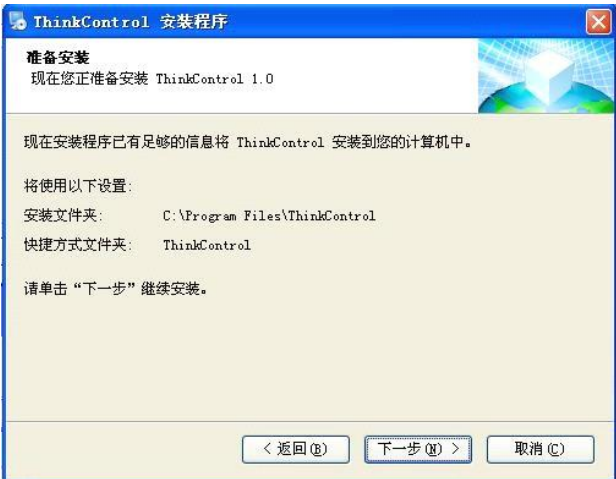 ThinkControl 安装程序
准备安装
现在您正准备安装 ThinkControl 1.0
现在安装程序已有足够的信息将 ThinkControl 安装到您的计算机中。
将使用以下设置:
安装文件夹: C:\Program Files\ThinkControl
快捷方式文件夹: ThinkControl
请单击“下一步”继续安装。
< 返回(B) 下一步(N) > 取消(C)